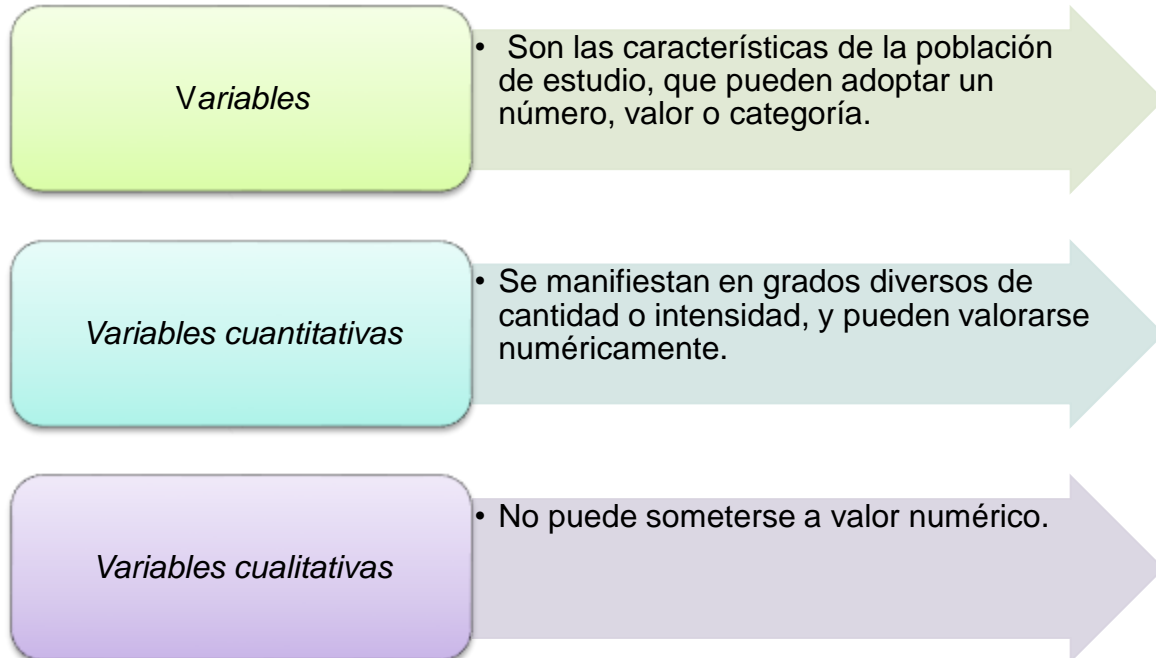 Variables
• Son las características de la población
de estudio, que pueden adoptar un
número, valor o categoría.
Variables cuantitativas
• Se manifiestan en grados diversos de
cantidad o intensidad, y pueden valorarse
numéricamente.
Variables cualitativas
• No puede someterse a valor numérico.